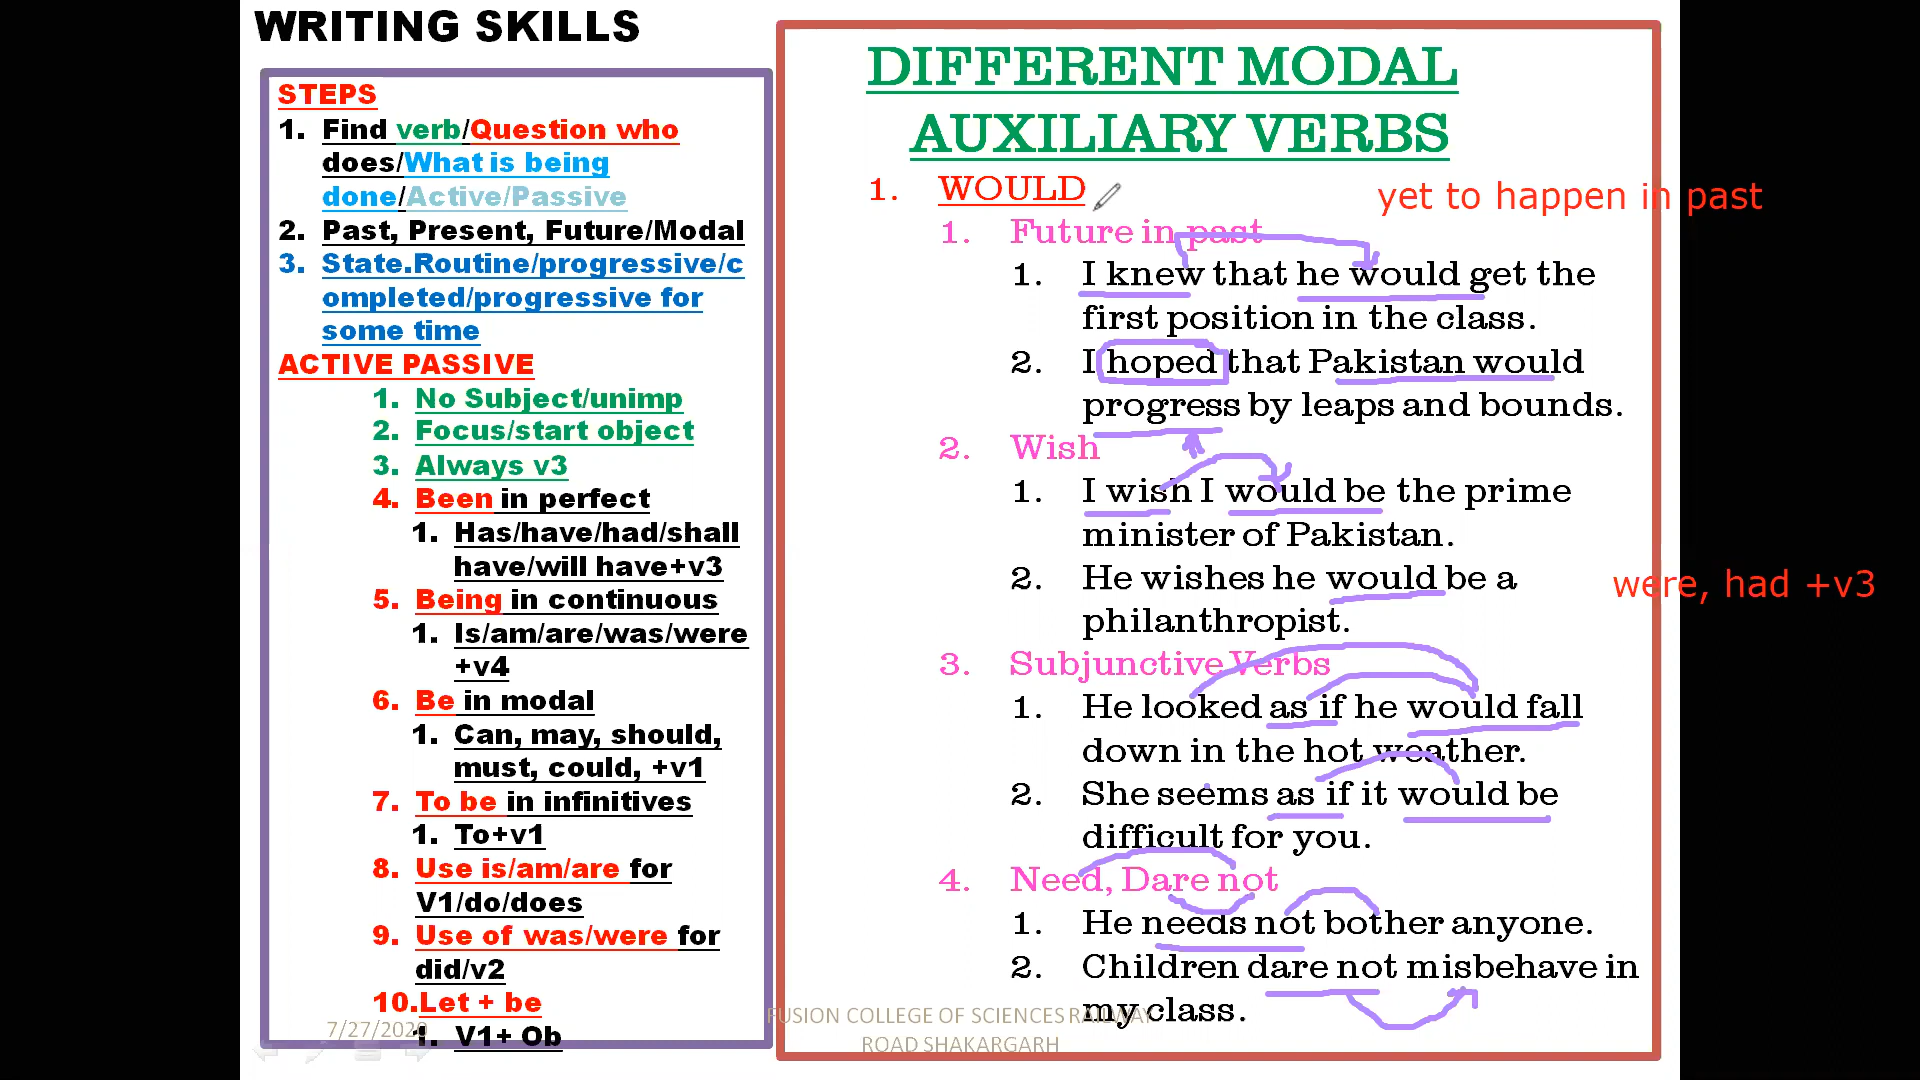 WRITING SKILLS
STEPS
1. Find verb/Question who
does/What is being
done/Active/Passive
2. Past, Present, Future/Modal
3. State.Routine/progressive/c
ompleted/progressive for
some time
ACTIVE PASSIVE
1. No Subject/unimp
2. Focus/start object
3. Always v3
4. Been in perfect
1. Has/have/had/shall
have/will have+v3
5. Being in continuous
1. Is/am/are/was/were
+v4
6. Be in modal
1. Can, may, should,
must, could, +v1
7. To be in infinitives
1. To+v1
8. Use is/am/are for
V1/do/does
9. Use of was/were for
did/v2
10.Let + be
1. V1+ Ob
7/27/2020
DIFFERENT MODAL
AUXILIARY VERBS
1. WOULD
yet to happen in past
1. Future in past
1. I knew that he would get the
first position in the class.
2. I hoped that Pakistan would
progress by leaps and bounds.
2. Wish
1. I wish I would be the prime
minister of Pakistan.
2. He wishes he would be a
philanthropist.
were, had +v3
3. Subjunctive Verbs
1. He looked as if he would fall
down in the hot weather.
2. She seems as if it would be
difficult for you.
4. Need, Dare not
1. He needs not bother anyone.
2. Children dare not misbehave in
my class.
FUSION COLLEGE OF SCIENCES RAILWAY
ROAD SHAKARGARH